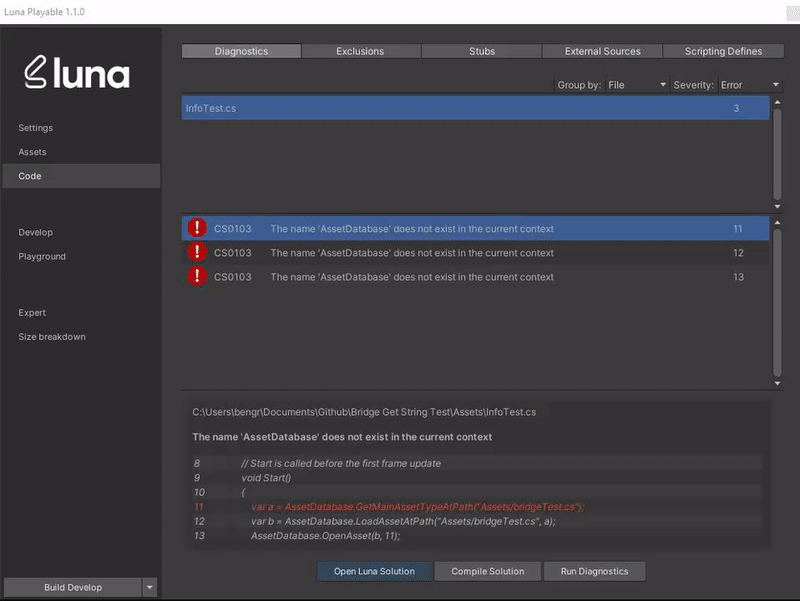 Luna Playable 1.1.0
luna
Diagnostics Exclusions Stubs External Sources Scripting Defines
Group by: File Severity: Error
Settings
Assets
Code
Develop
Playground
Expert
Size breakdown
InfoTest.cs 3
! CS0103 The name 'AssetDatabase' does not exist in the current context 11
! CS0103 The name 'AssetDatabase' does not exist in the current context 12
! CS0103 The name 'AssetDatabase' does not exist in the current context 13
C:\Users\bengr\Documents\Github\Bridge Get String Test\Assets\InfoTest.cs
The name 'AssetDatabase' does not exist in the current context
8 // Start is called before the first frame update
9 void Start()
10 {
11 var a = AssetDatabase.GetMainAssetTypeAtPath("Assets/bridgeTest.cs");
12 var b = AssetDatabase.LoadAssetAtPath("Assets/bridgeTest.cs", a);
13 AssetDatabase.OpenAsset(b, 11);
Open Luna Solution Compile Solution Run Diagnostics
Build Develop